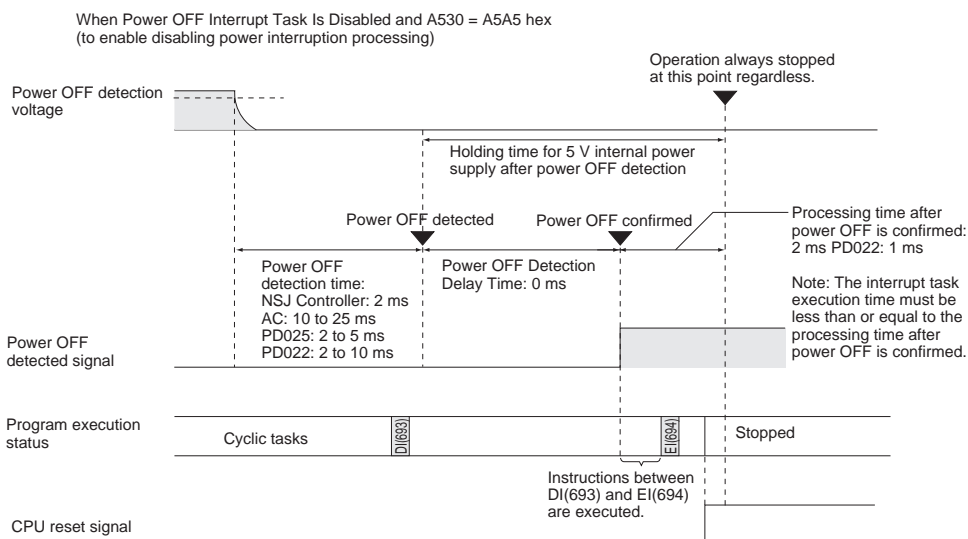 When Power OFF Interrupt Task Is Disabled and A530 = A5A5 hex
(to enable disabling power interruption processing)
Operation always stopped
at this point regardless.
Power OFF detection
voltage
Holding time for 5 V internal power
supply after power OFF detection
Power OFF detected
Power OFF confirmed
Processing time after
power OFF is confirmed:
2 ms PD022: 1 ms
Power OFF
detection time:
NSJ Controller: 2 ms
AC: 10 to 25 ms
PD025: 2 to 5 ms
PD022: 2 to 10 ms
Power OFF Detection
Delay Time: 0 ms
Note: The interrupt task
execution time must be
less than or equal to the
processing time after
power OFF is confirmed.
Power OFF
detected signal
Program execution
status
Cyclic tasks
DI(693)
EI(694)
Stopped
Instructions between
DI(693) and EI(694)
are executed.
CPU reset signal